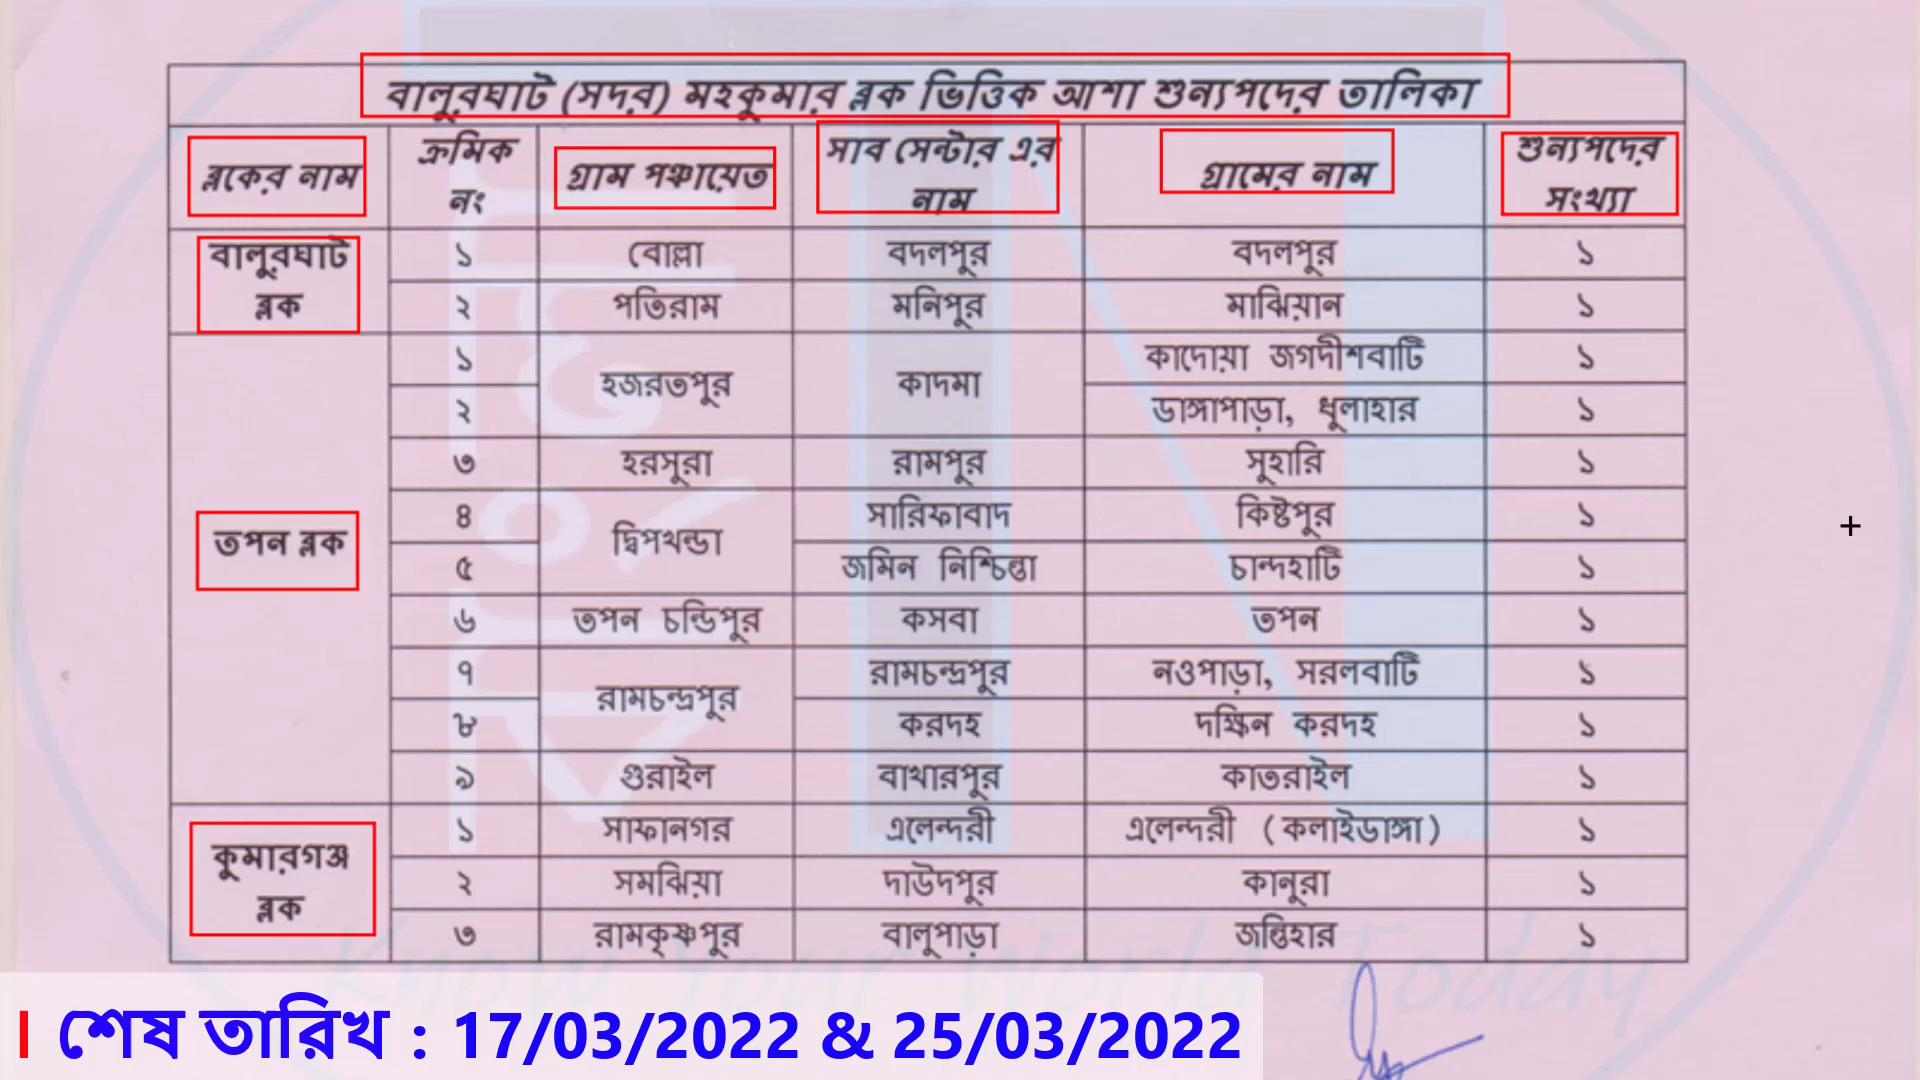 বালুরঘাট (সদর) মহকুমার ব্লক ভিত্তিক আশা শুন্যপদের তালিকা
ব্লকের নাম ক্রমিক নং গ্রাম পঞ্চায়েত সাব সেন্টার এর নাম গ্রামের নাম শুন্যপদের সংখ্যা
বালুরঘাট ব্লক ১ বোল্লা বদলপুর বদলপুর ১
২ পতিরাম মনিপুর মাঝিয়ান ১
তপন ব্লক ১ হজরতপুর কাদমা কাদোয়া জগদীশবাটি ১
২ ডাঙ্গাপাড়া, ধুলাহার ১
৩ হরসুরা রামপুর সুহারি ১
৪ দ্বিপখন্ডা সারিফাবাদ কিষ্টপুর ১
৫ জমিন নিশ্চিন্তা চান্দহাটি ১
৬ তপন চন্ডিপুর কসবা তপন ১
৭ রামচন্দ্রপুর রামচন্দ্রপুর নওপাড়া, সরলবাটি ১
৮ করদহ দক্ষিন করদহ ১
৯ গুরাইল বাখারপুর কাতরাইল ১
কুমারগঞ্জ ব্লক ১ সাফানগর এলেন্দরী এলেন্দরী (কলাইডাঙ্গা) ১
২ সমঝিয়া দাউদপুর কানুরা ১
৩ রামকৃষ্ণপুর বালুপাড়া জন্তিহার ১
Know Your World Today
শেষ তারিখ : 17/03/2022 & 25/03/2022